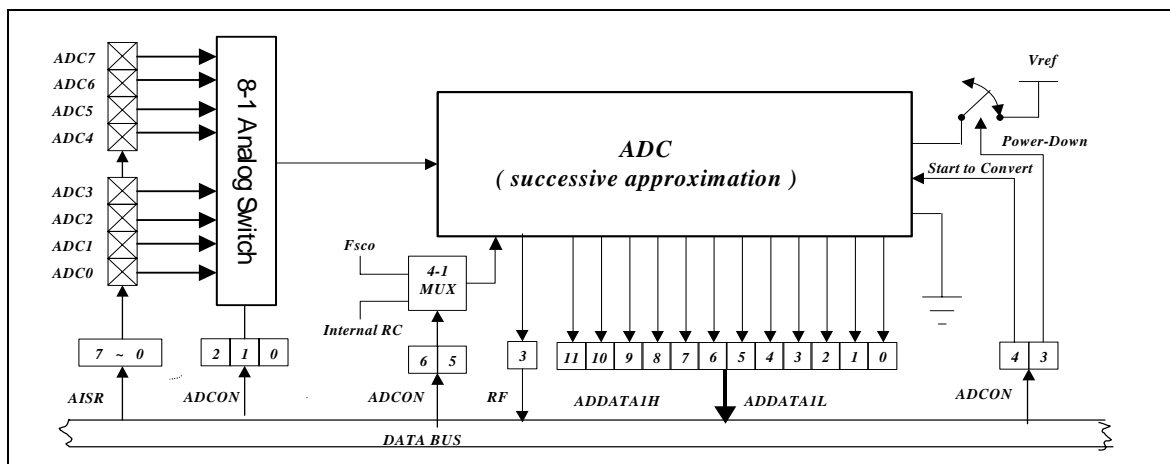 ADC7
ADC6
ADC5
ADC4
ADC3
ADC2
ADC1
ADC0
8-1 Analog Switch
ADC
( successive approximation )
Vref
Power-Down
Start to Convert
Fsco
4-1
MUX
Internal RC
7 ~ 0
2 1 0
6 5
3
11 10 9 8 7 6 5 4 3 2 1 0
4 3
AISR
ADCON
ADCON
RF
ADDATA1H
ADDATA1L
ADCON
DATA BUS